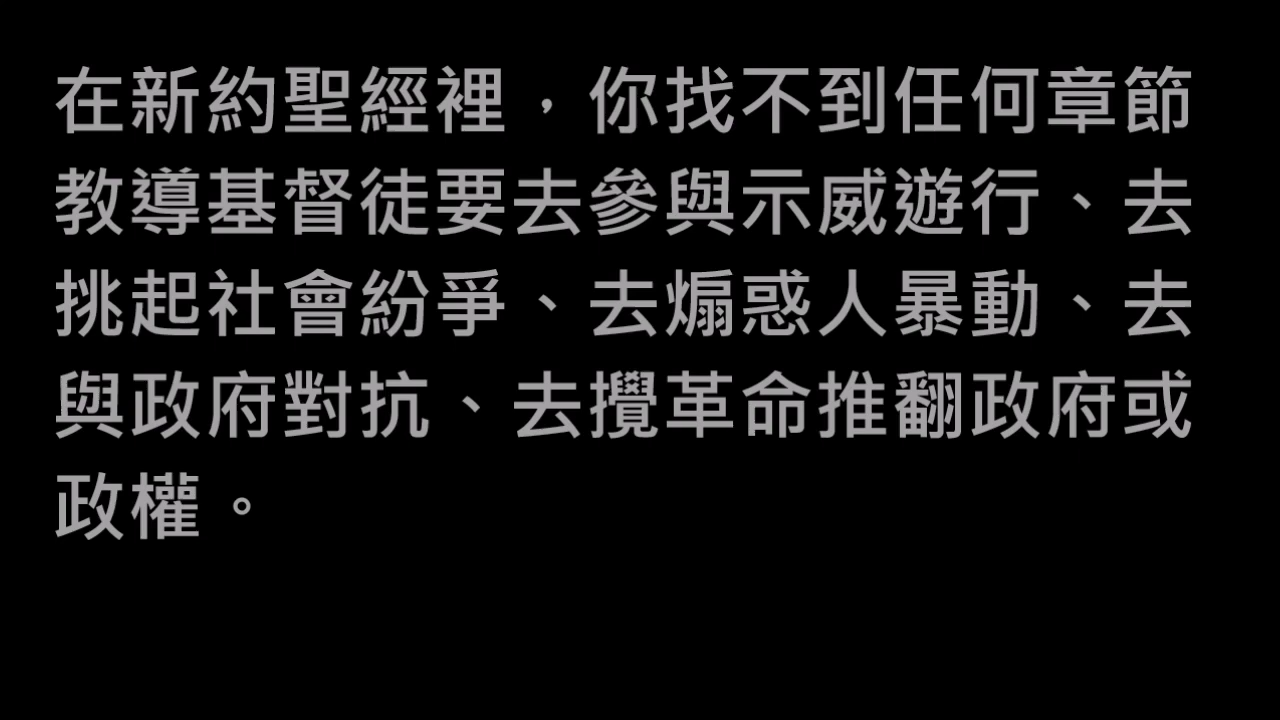 在新約聖經裡，你找不到任何章節
教導基督徒要去參與示威遊行、去
挑起社會紛爭、去煽惑人暴動、去
與政府對抗、去攪革命推翻政府或
政權。